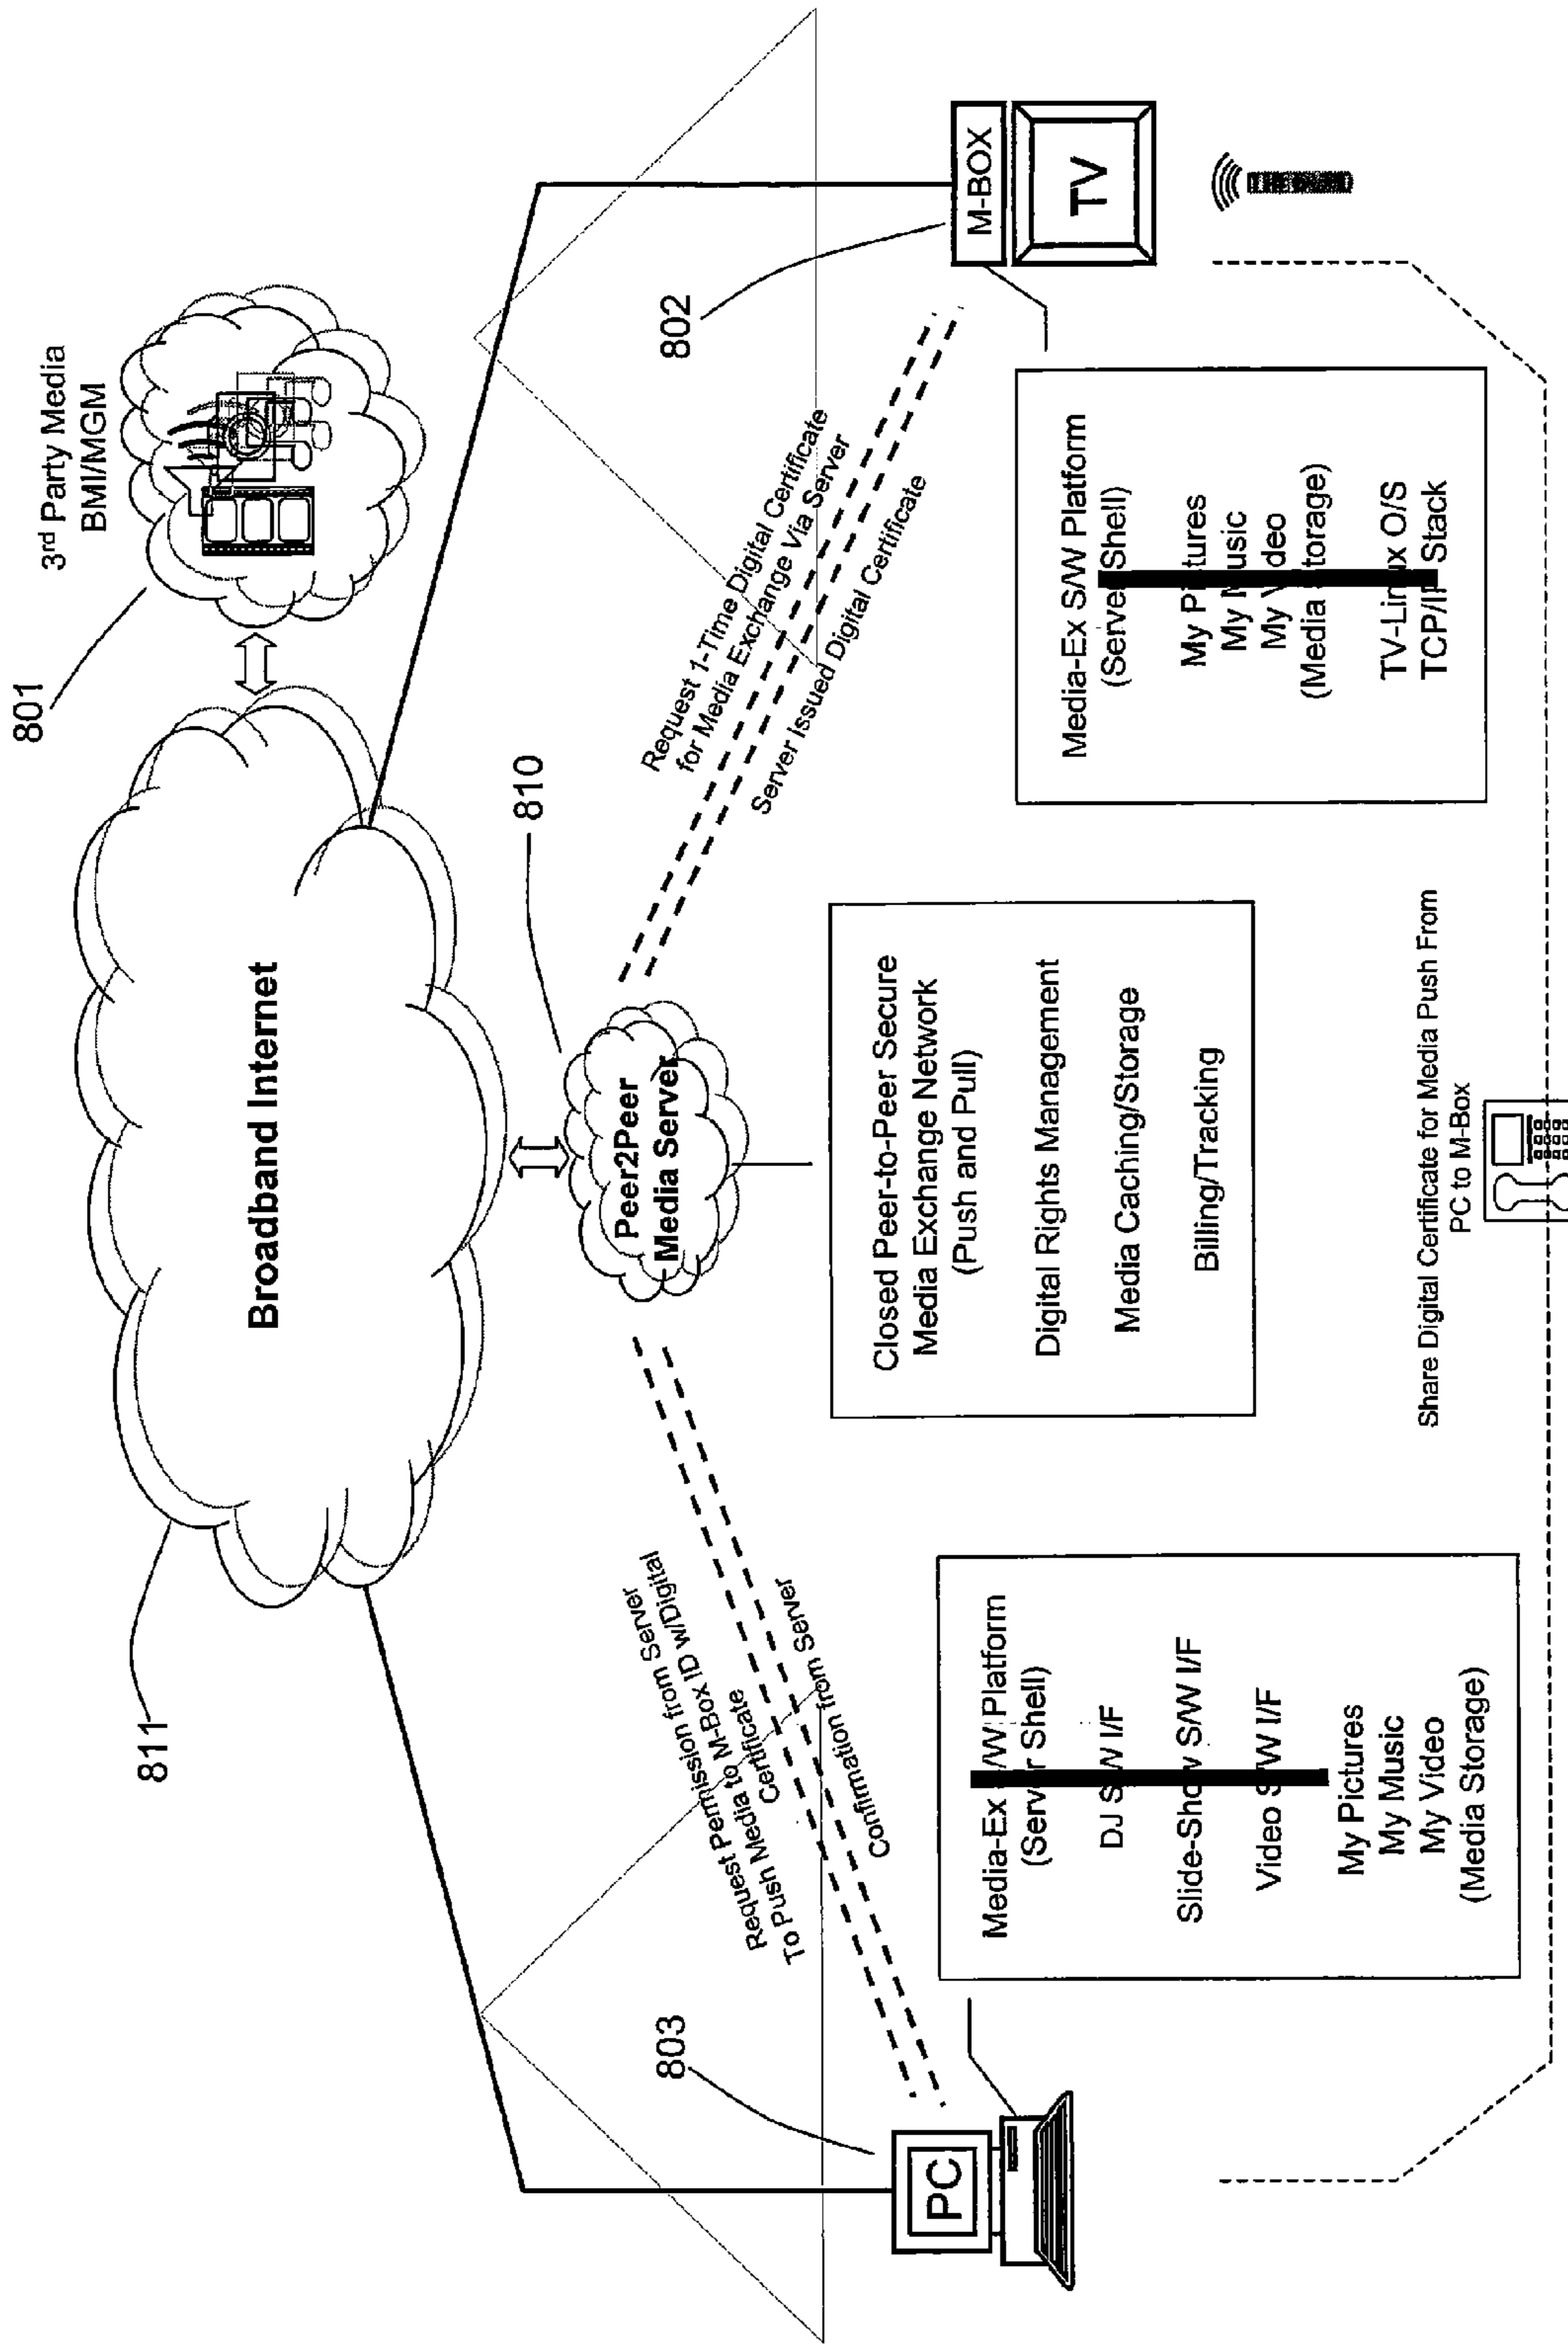 801
3rd Party Media
BMI/MGM
811
Broadband Internet
810
Peer2Peer
Media Server
802
M-BOX
TV
803
PC
Request Permission from Server
To Push Media to M-Box ID w/Digital
Certificate
Request Media to Certificate
Confirmation from Server
Request 1-Time Digital Certificate
for Media Exchange Via Server
Server Issued Digital Certificate
Media-Ex S/W Platform
(Server Shell)
DJ S/W I/F
Slide-Show S/W I/F
Video S/W I/F
My Pictures
My Music
My Video
(Media Storage)
Closed Peer-to-Peer Secure
Media Exchange Network
(Push and Pull)
Digital Rights Management
Media Caching/Storage
Billing/Tracking
Media-Ex S/W Platform
(Server Shell)
My Pictures
My Music
My Video
(Media Storage)
TV-Linux O/S
TCP/IP Stack
Share Digital Certificate for Media Push From
PC to M-Box